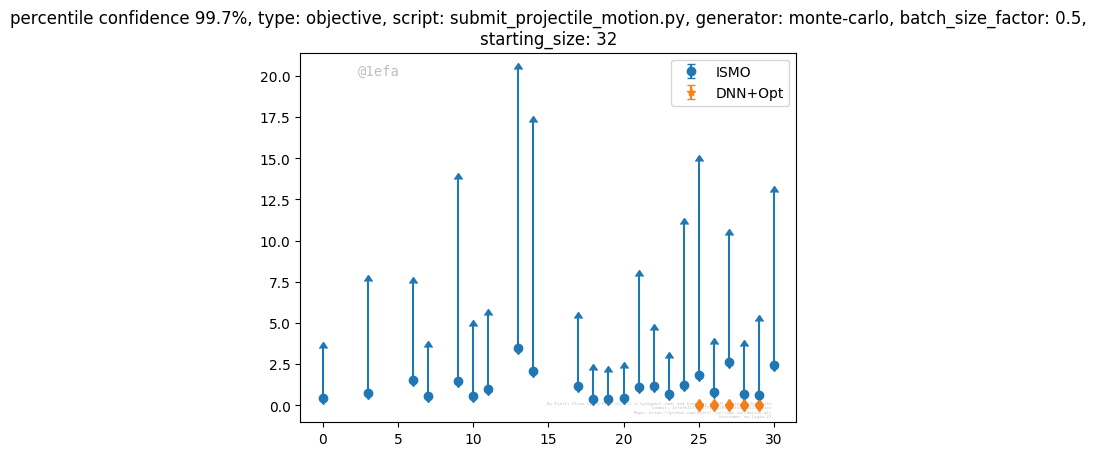 percentile confidence 99.7%, type: objective, script: submit_projectile_motion.py, generator: monte-carlo, batch_size_factor: 0.5,
starting_size: 32
@1efa
ISMO
DNN+Opt
20.0
17.5
15.0
12.5
10.0
7.5
5.0
2.5
0.0
0 5 10 15 20 25 30